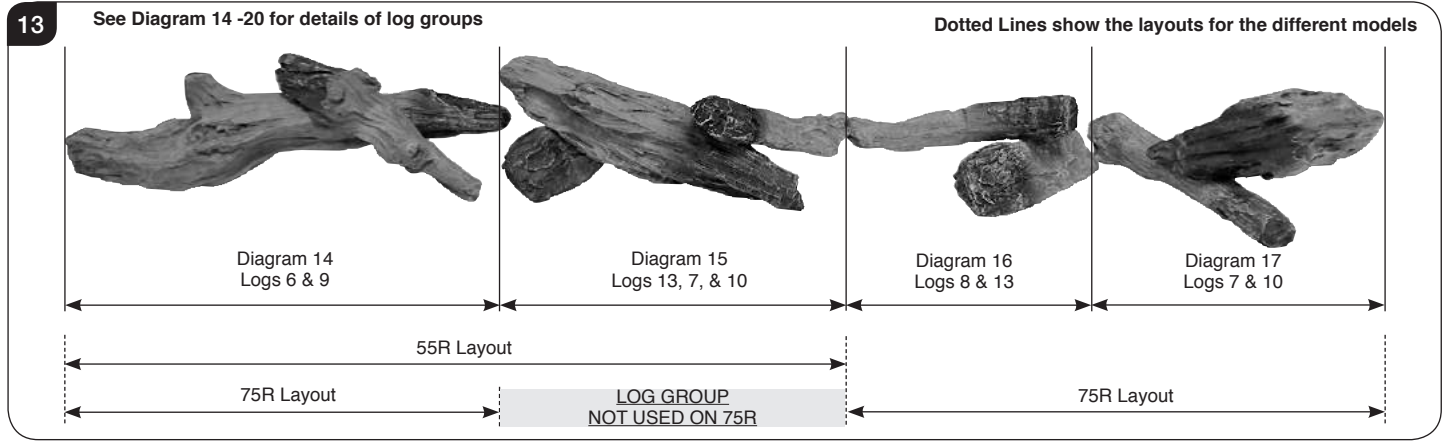 13
See Diagram 14 -20 for details of log groups
Dotted Lines show the layouts for the different models
Diagram 14
Logs 6 & 9
Diagram 15
Logs 13, 7, & 10
Diagram 16
Logs 8 & 13
Diagram 17
Logs 7 & 10
55R Layout
75R Layout
LOG GROUP
NOT USED ON 75R
75R Layout